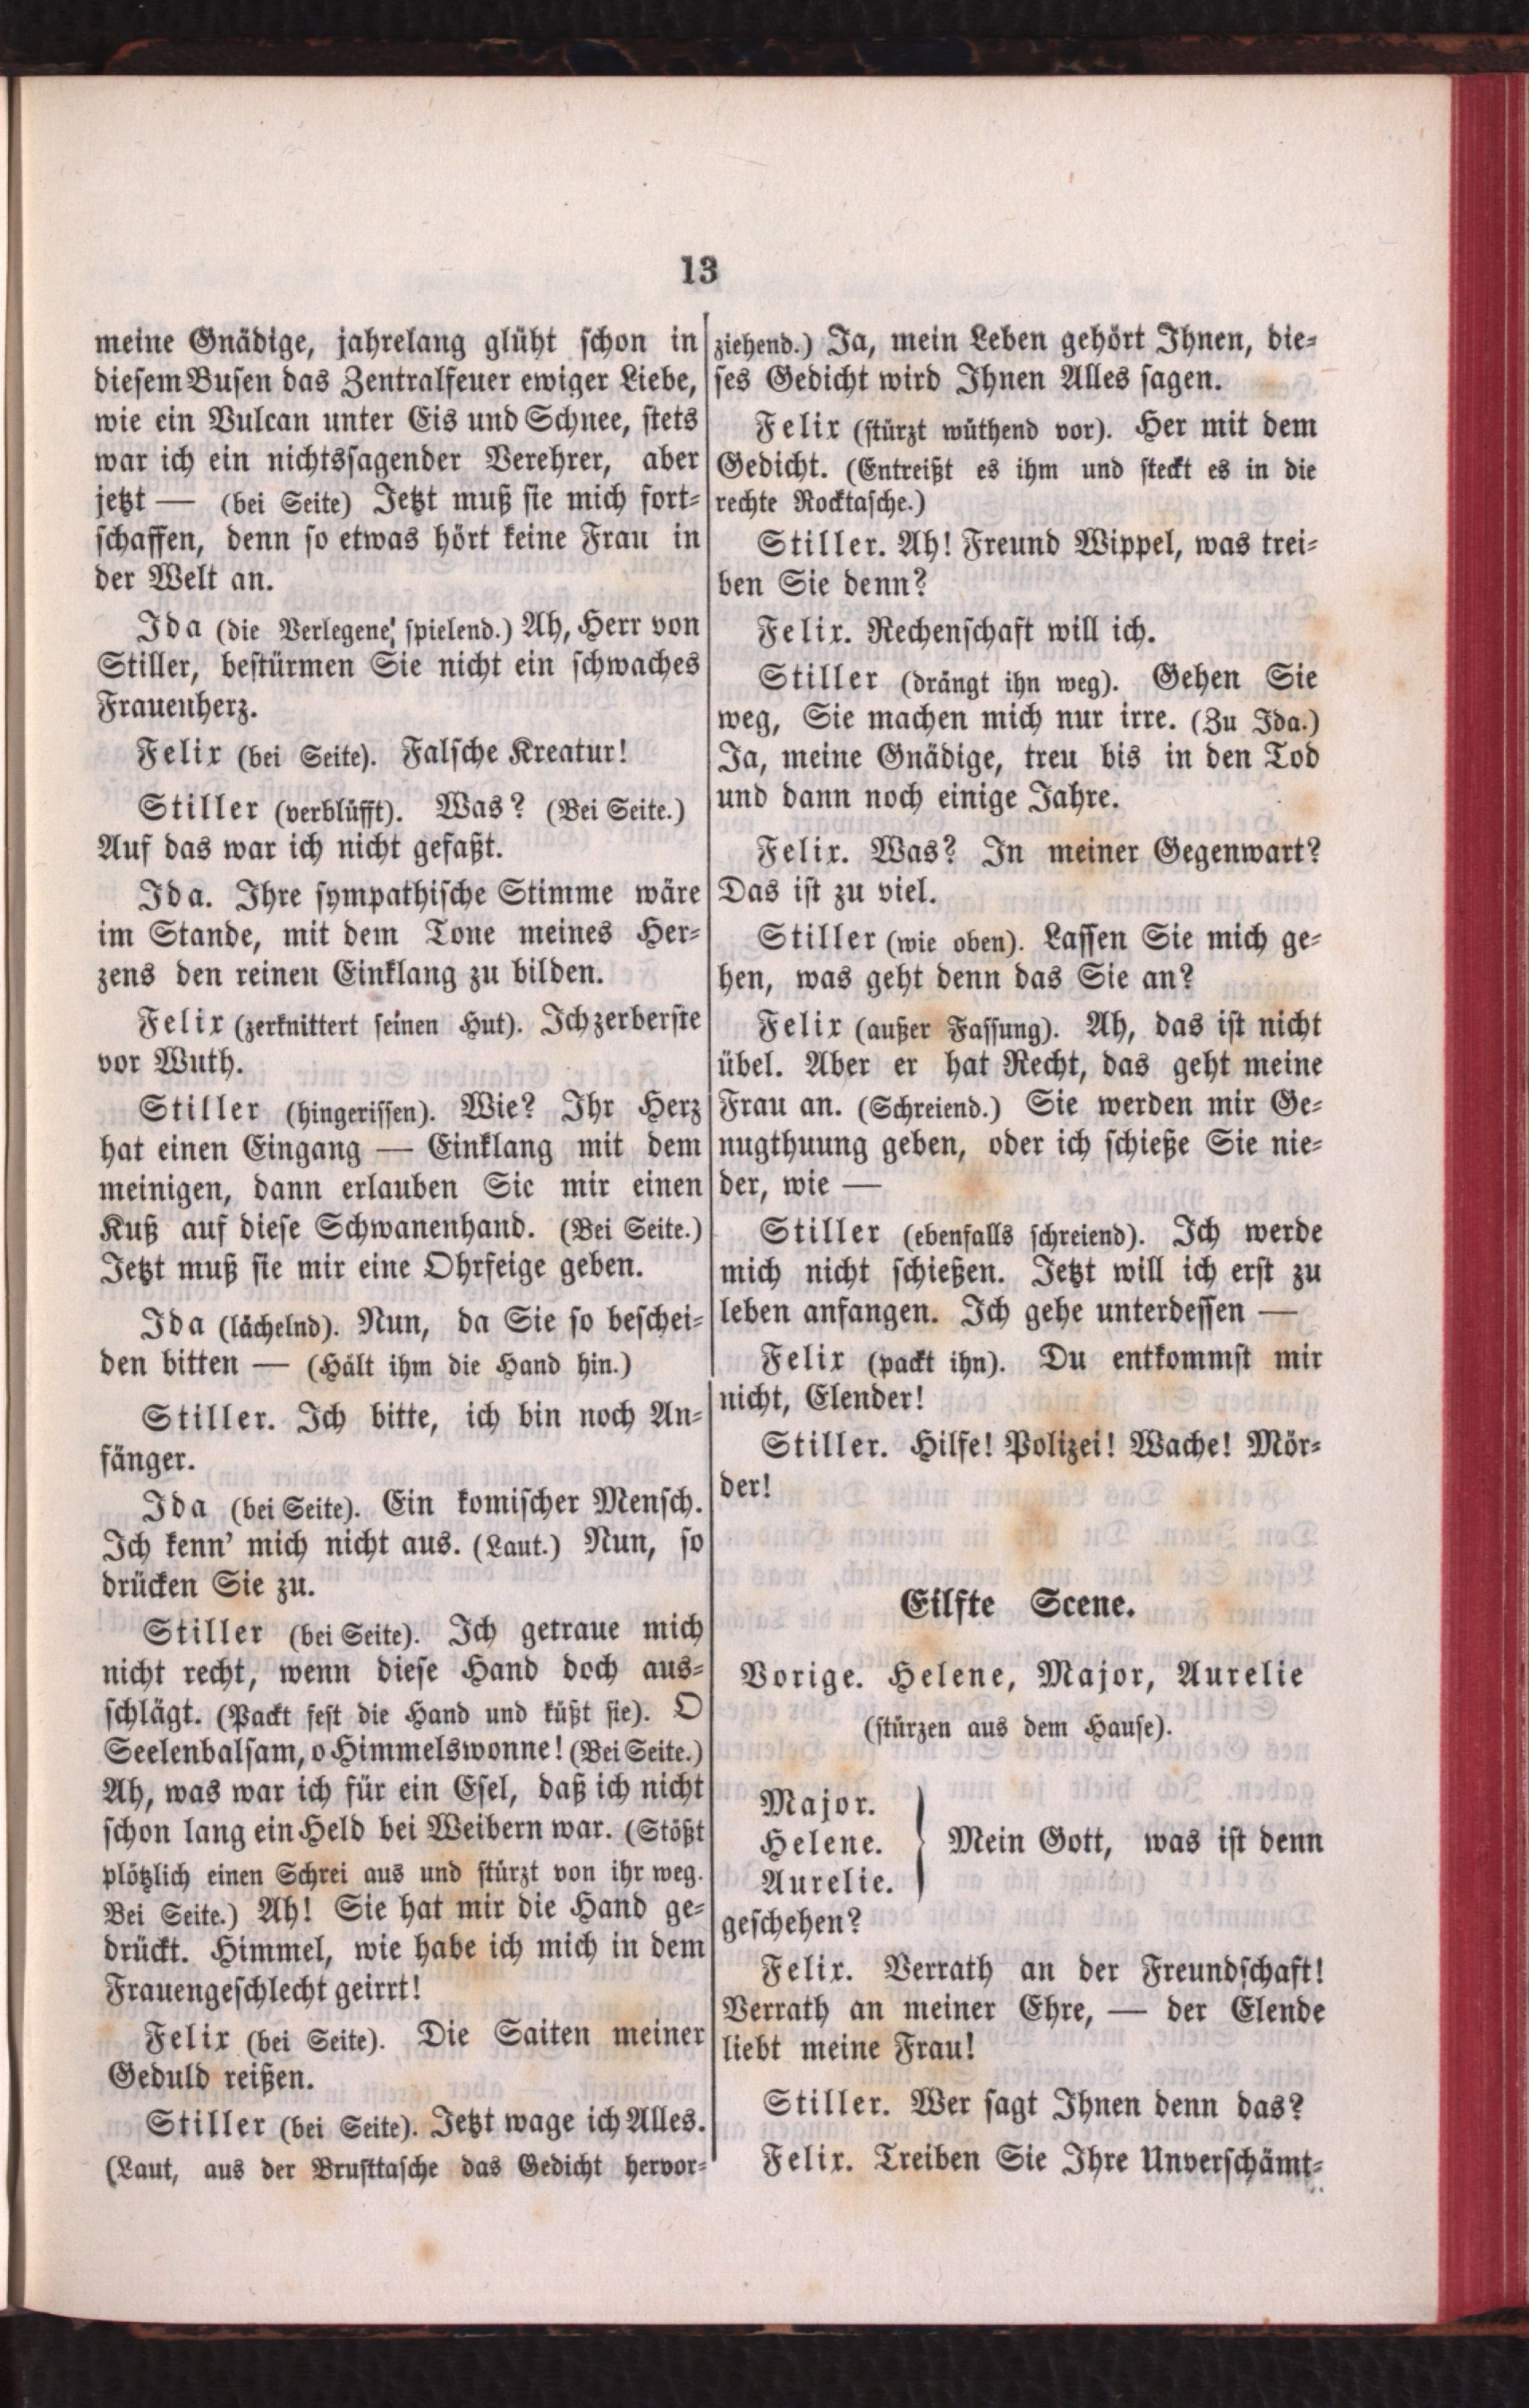 13
meine Gnädige, jahrelang glüht schon in
diesem Busen das Zentralfeuer ewiger Liebe,
wie ein Vulcan unter Eis und Schnee, stets
war ich ein nichtssagender Verehrer, aber
jetzt — (bei Seite) Jetzt muß sie mich fort-
schaffen, denn so etwas hört keine Frau in
der Welt an.
Ida (die Verlegene, spielend.) Ah, Herr von
Stiller, bestürmen Sie nicht ein schwaches
Frauenherz.
Felix (bei Seite). Falsche Kreatur!
Stiller (verblüfft). Was? (Bei Seite.)
Auf das war ich nicht gefaßt.
Ida. Ihre sympathische Stimme wäre
im Stande, mit dem Tone meines Her-
zens den reinen Einklang zu bilden.
Felix (zerknittert seinen Hut). Ich zerberste
vor Wuth.
Stiller (hingerissen). Wie? Ihr Herz
hat einen Eingang — Einklang mit dem
meinigen, dann erlauben Sie mir einen
Kuß auf diese Schwanenhand. (Bei Seite.)
Jetzt muß sie mir eine Ohrfeige geben.
Ida (lächelnd). Nun, da Sie so beschei-
den bitten — (Hält ihm die Hand hin.)
Stiller. Ich bitte, ich bin noch An-
fänger.
Ida (bei Seite). Ein komischer Mensch.
Ich kenn' mich nicht aus. (Laut.) Nun, so
drücken Sie zu.
Stiller (bei Seite). Ich getraue mich
nicht recht, wenn diese Hand doch aus-
schlägt. (Packt fest die Hand und küßt sie). O
Seelenbalsam, o Himmelswonne! (Bei Seite.)
Ah, was war ich für ein Esel, daß ich nicht
schon lang ein Held bei Weibern war. (Stößt
plötzlich einen Schrei aus und stürzt von ihr weg.
Bei Seite.) Ah! Sie hat mir die Hand ge-
drückt. Himmel, wie habe ich mich in dem
Frauengeschlecht geirrt!
Felix (bei Seite). Die Saiten meiner
Geduld reißen.
Stiller (bei Seite). Jetzt wage ich Alles.
(Laut, aus der Brusttasche das Gedicht hervor-
ziehend.) Ja, mein Leben gehört Ihnen, die-
ses Gedicht wird Ihnen Alles sagen.
Felix (stürzt wüthend vor). Her mit dem
Gedicht. (Entreißt es ihm und steckt es in die
rechte Rocktasche.)
Stiller. Ah! Freund Wippel, was trei-
ben Sie denn?
Felix. Rechenschaft will ich.
Stiller (drängt ihn weg). Gehen Sie
weg, Sie machen mich nur irre. (Zu Ida.)
Ja, meine Gnädige, treu bis in den Tod
und dann noch einige Jahre.
Felix. Was? In meiner Gegenwart?
Das ist zu viel.
Stiller (wie oben). Lassen Sie mich ge-
hen, was geht denn das Sie an?
Felix (außer Fassung). Ah, das ist nicht
übel. Aber er hat Recht, das geht meine
Frau an. (Schreiend.) Sie werden mir Ge-
nugthuung geben, oder ich schieße Sie nie-
der, wie —
Stiller (ebenfalls schreiend). Ich werde
mich nicht schießen. Jetzt will ich erst zu
leben anfangen. Ich gehe unterdessen —
Felix (packt ihn). Du entkommst mir
nicht, Elender!
Stiller. Hilfe! Polizei! Wache! Mör-
der!
Eilfte Scene.
Vorige. Helene, Major, Aurelie
(stürzen aus dem Hause).
Major.
Helene. } Mein Gott, was ist denn
Aurelie.
geschehen?
Felix. Verrath an der Freundschaft!
Verrath an meiner Ehre, — der Elende
liebt meine Frau!
Stiller. Wer sagt Ihnen denn das?
Felix. Treiben Sie Ihre Unverschämt-